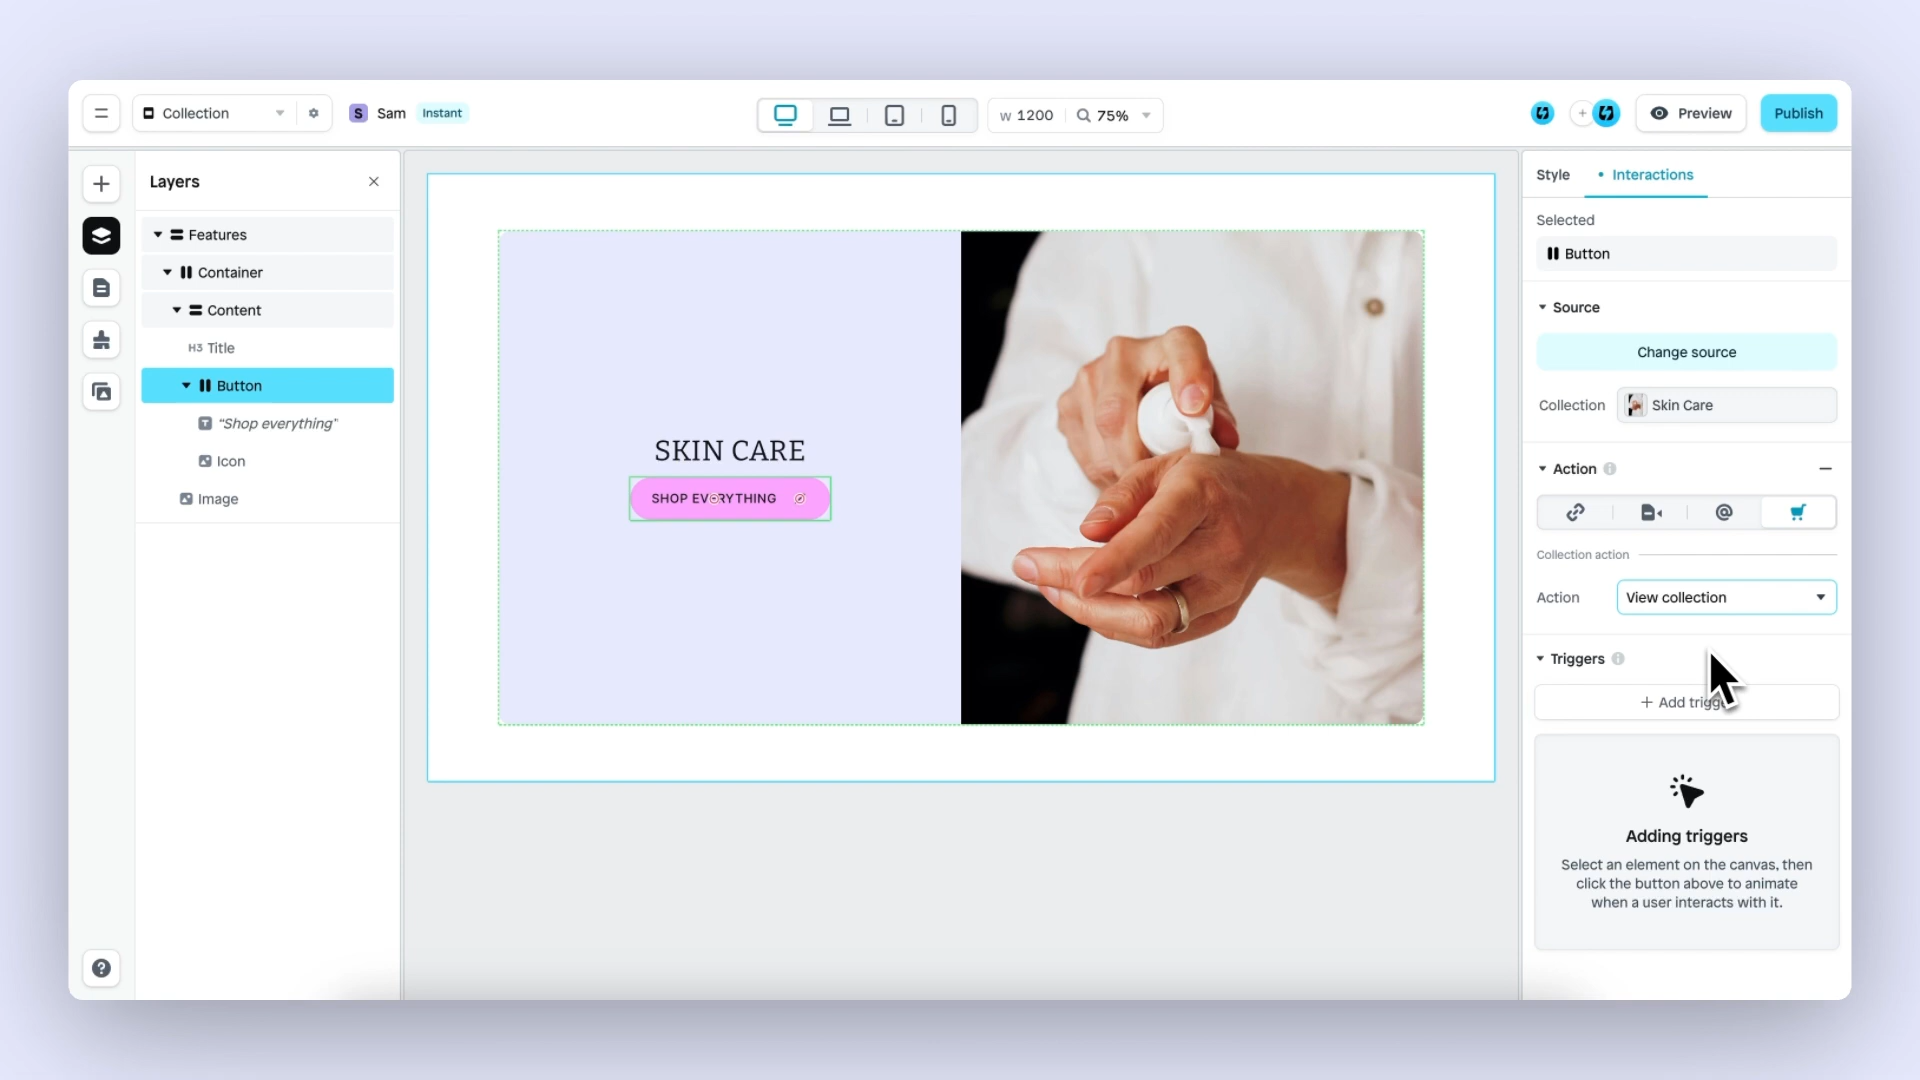 Collection
S Sam Instant
W 1200
75%
Preview
Publish
Layers
Features
Container
Content
H3 Title
Button
“Shop everything”
Icon
Image
SKIN CARE
SHOP EVERYTHING
Style
• Interactions
Selected
Button
Source
Change source
Collection
Skin Care
Action
Collection action
Action
View collection
Triggers
+ Add
Adding triggers
Select an element on the canvas, then
click the button above to animate
when a user interacts with it.